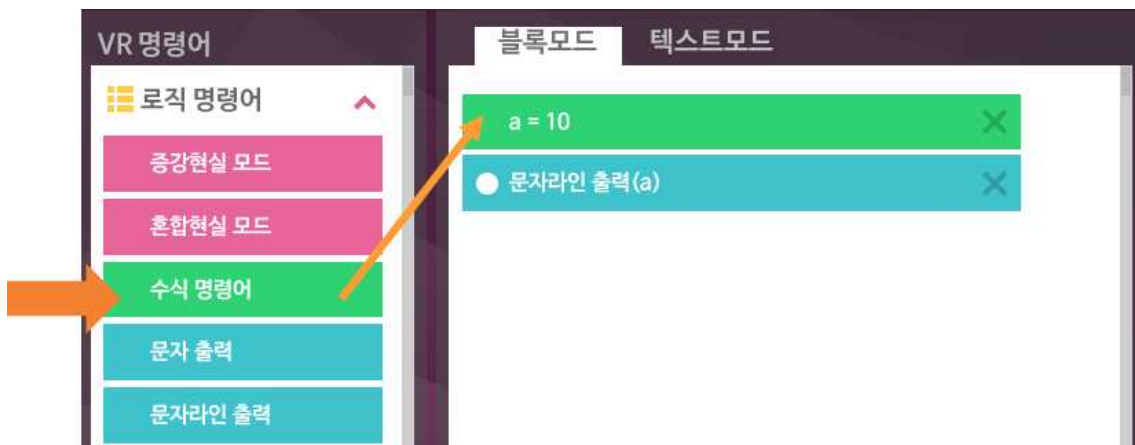 VR 명령어
로직 명령어
증강현실 모드
혼합현실 모드
수식 명령어
문자 출력
문자라인 출력
블록모드 텍스트모드
a = 10
문자라인 출력(a)